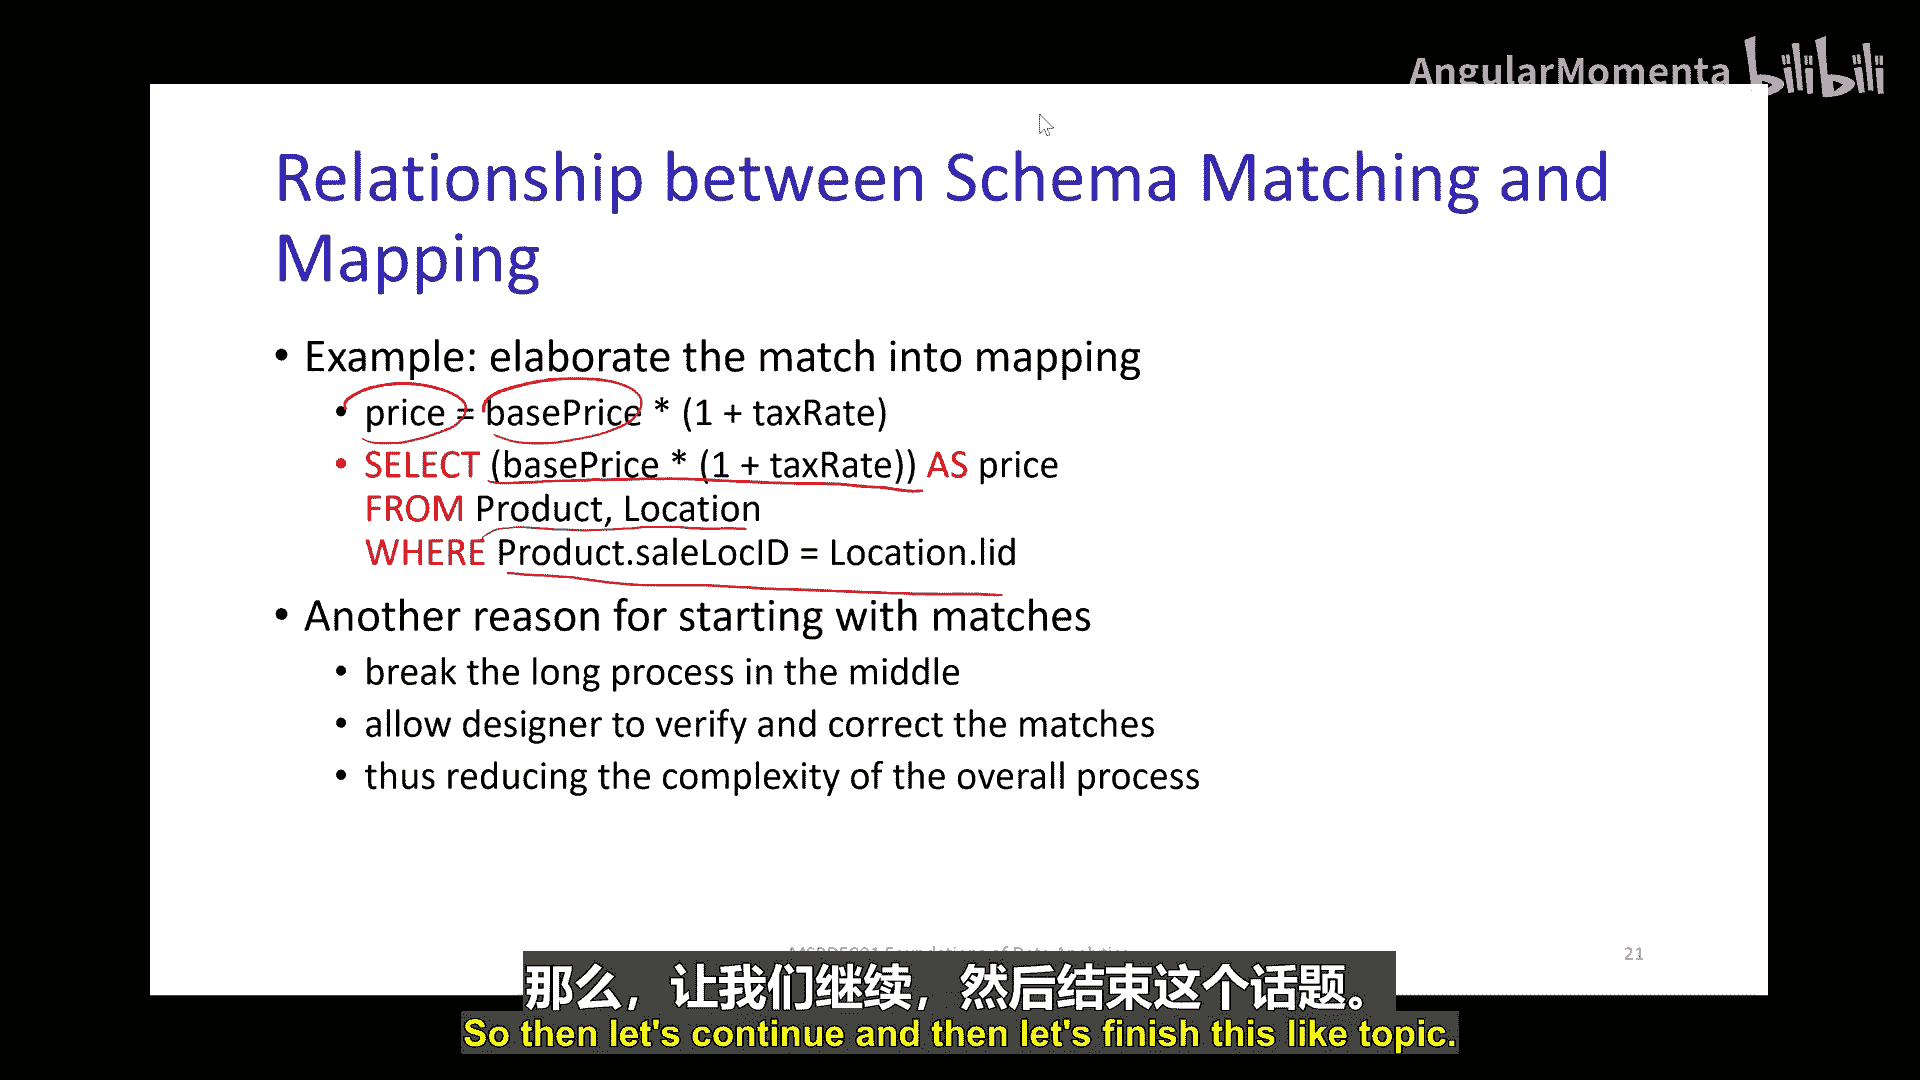 AngularMomenta bilibili
Relationship between Schema Matching and
Mapping
• Example: elaborate the match into mapping
• price = basePrice * (1 + taxRate)
• SELECT (basePrice * (1 + taxRate)) AS price
FROM Product, Location
WHERE Product.saleLocID = Location.lid
• Another reason for starting with matches
• break the long process in the middle
• allow designer to verify and correct the matches
• thus reducing the complexity of the overall process
21
那么，让我们继续，然后结束这个话题。
So then let's continue and then let's finish this like topic.